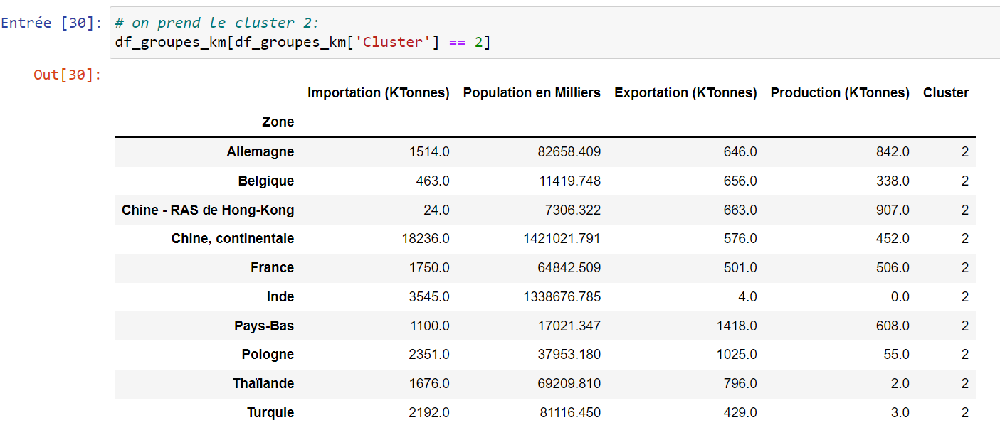 Entrée [30]: # on prend le cluster 2:
df_groupes_km[df_groupes_km['Cluster'] == 2]
Out[30]:
Importation (KTonnes) Population en Milliers Exportation (KTonnes) Production (KTonnes) Cluster
Zone
Allemagne 1514.0 82658.409 646.0 842.0 2
Belgique 463.0 11419.748 656.0 338.0 2
Chine - RAS de Hong-Kong 24.0 7306.322 663.0 907.0 2
Chine, continentale 18236.0 1421021.791 576.0 452.0 2
France 1750.0 64842.509 501.0 506.0 2
Inde 3545.0 1338676.785 4.0 0.0 2
Pays-Bas 1100.0 17021.347 1418.0 608.0 2
Pologne 2351.0 37953.180 1025.0 55.0 2
Thaïlande 1676.0 69209.810 796.0 2.0 2
Turquie 2192.0 81116.450 429.0 3.0 2